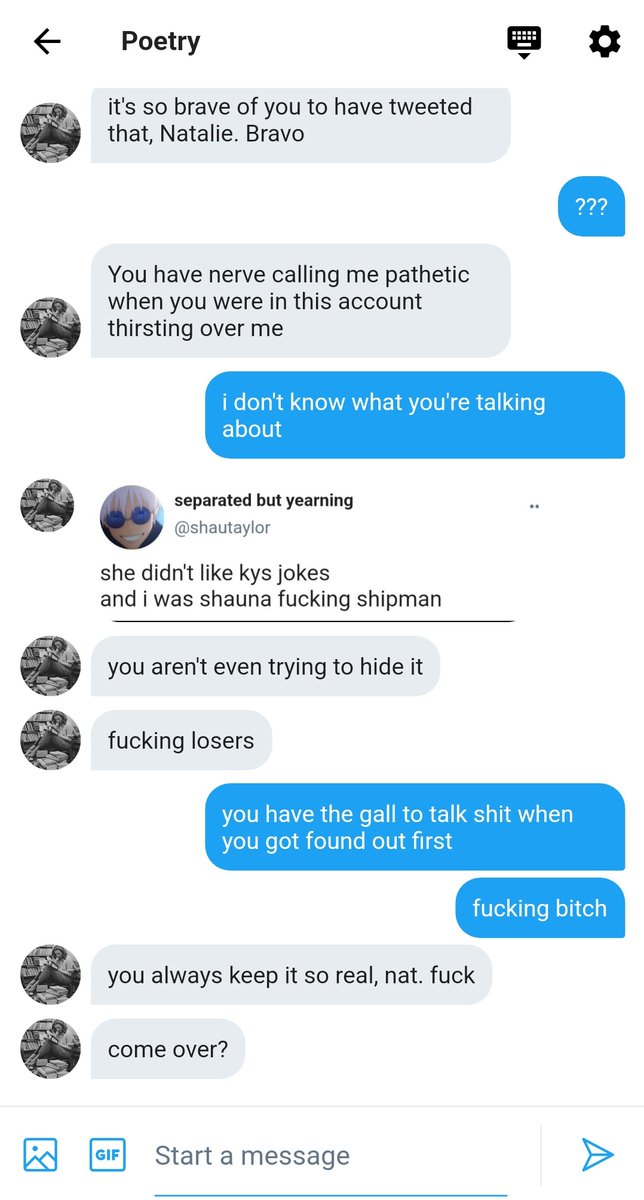 Poetry
it's so brave of you to have tweeted
that, Natalie. Bravo
???
You have nerve calling me pathetic
when you were in this account
thirsting over me
i don't know what you're talking
about
separated but yearning
@shautaylor
she didn't like kys jokes
and i was shauna fucking shipman
you aren't even trying to hide it
fucking losers
you have the gall to talk shit when
you got found out first
fucking bitch
you always keep it so real, nat. fuck
come over?
GIF
Start a message